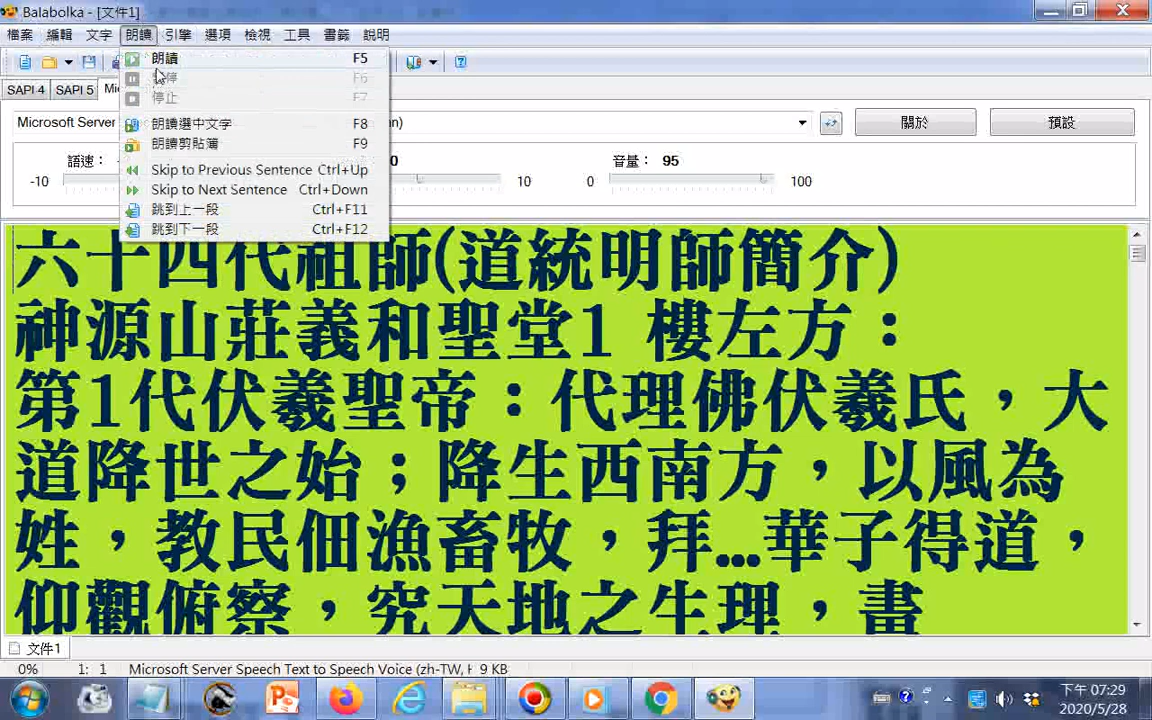 Balabolka - [文件1]
檔案 編輯 文字 朗讀 引擎 選項 檢視 工具 書籤 說明
朗讀 F5
停 F6
停止 F7
朗讀選中文字 F8
朗讀剪貼簿 F9
Skip to Previous Sentence Ctrl+Up
Skip to Next Sentence Ctrl+Down
跳到上一段 Ctrl+F11
跳到下一段 Ctrl+F12
SAPI 4 SAPI 5
Microsoft Server
關於 預設
語速： 0 音量： 95
-10 10 0 100
六十四代祖師(道統明師簡介)
神源山莊義和聖堂1 樓左方：
第1代伏羲聖帝：代理佛伏羲氏，大
道降世之始；降生西南方，以風為
姓，教民佃漁畜牧，拜...華子得道，
仰觀俯察，究天地之生理，畫
文件1
0% 1: 1 Microsoft Server Speech Text to Speech Voice (zh-TW, 9 KB
下午 07:29
2020/5/28